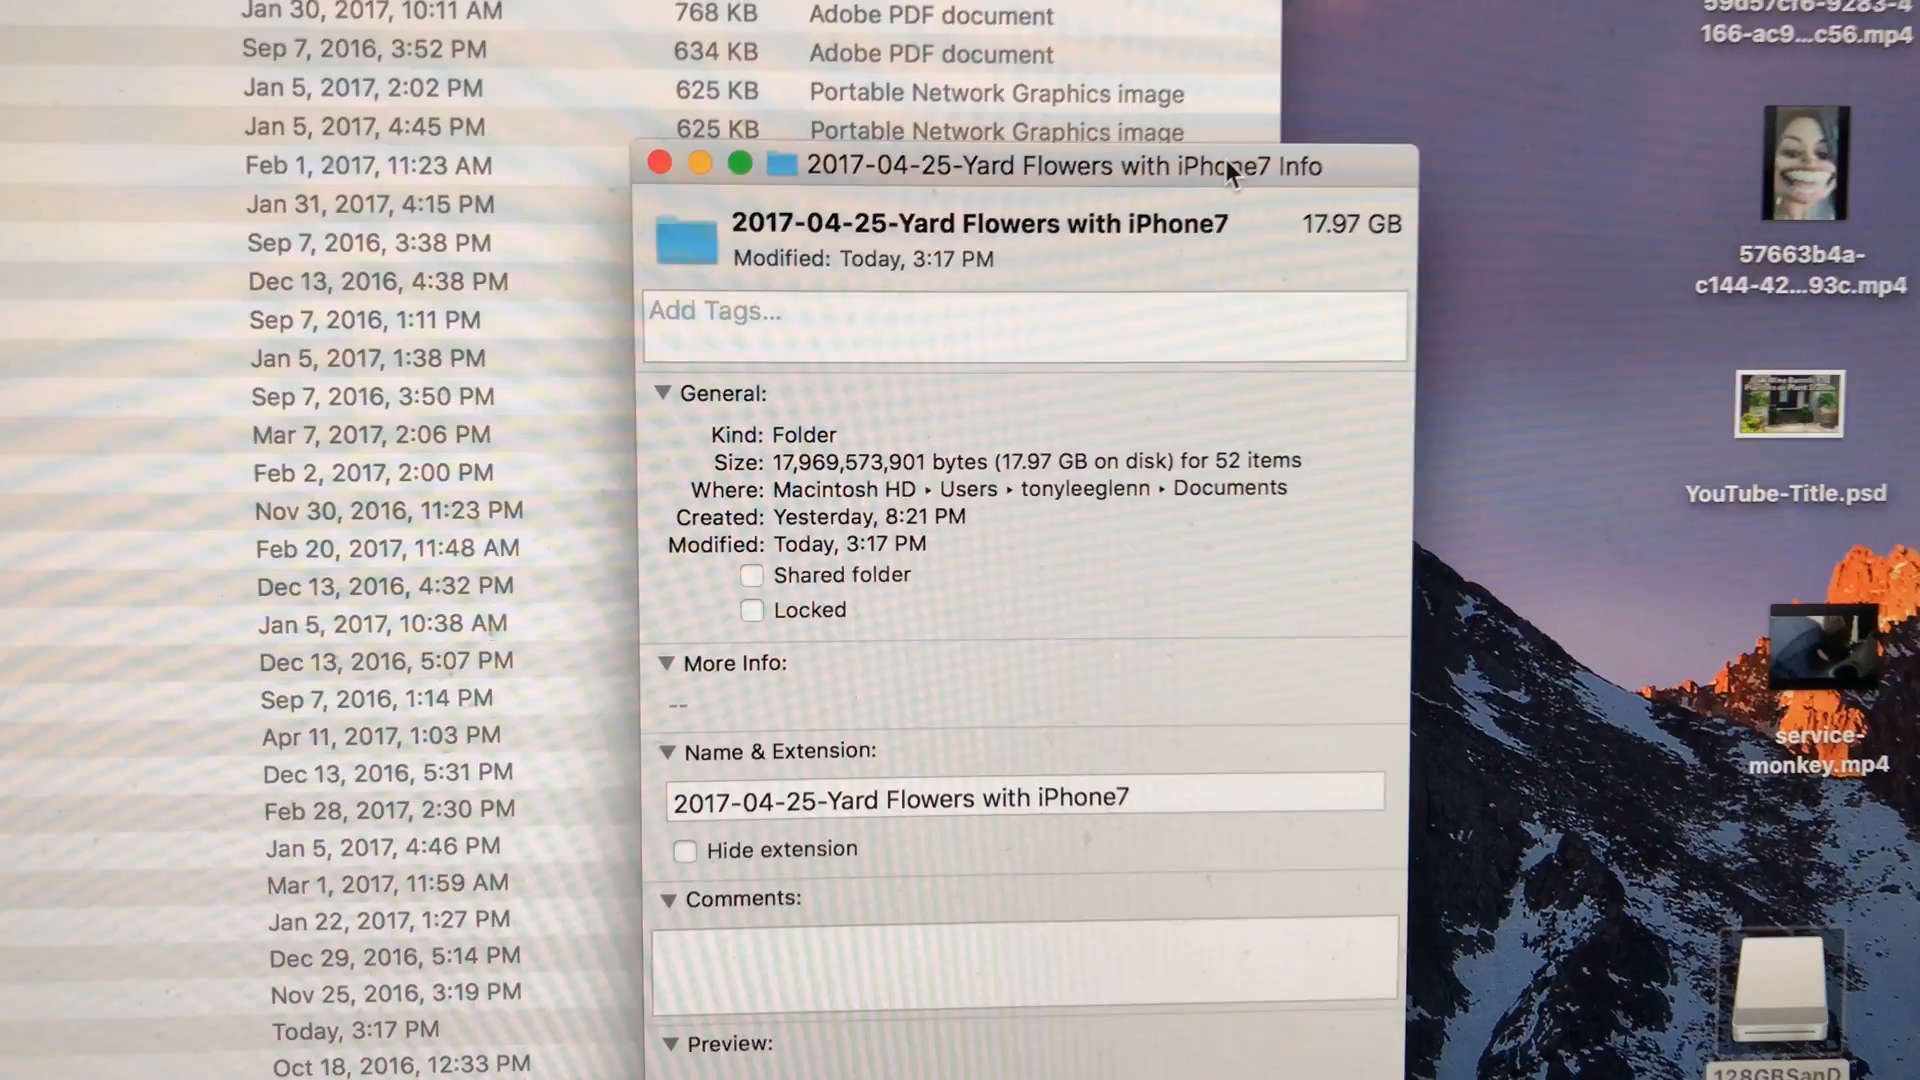 Jan 30, 2017, 10:11 AM 768 KB Adobe PDF document
Sep 7, 2016, 3:52 PM 634 KB Adobe PDF document
Jan 5, 2017, 2:02 PM 625 KB Portable Network Graphics image
Jan 5, 2017, 4:45 PM 625 KB Portable Network Graphics image
Feb 1, 2017, 11:23 AM
Jan 31, 2017, 4:15 PM
Sep 7, 2016, 3:38 PM
Dec 13, 2016, 4:38 PM
Sep 7, 2016, 1:11 PM
Jan 5, 2017, 1:38 PM
Sep 7, 2016, 3:50 PM
Mar 7, 2017, 2:06 PM
Feb 2, 2017, 2:00 PM
Nov 30, 2016, 11:23 PM
Feb 20, 2017, 11:48 AM
Dec 13, 2016, 4:32 PM
Jan 5, 2017, 10:38 AM
Dec 13, 2016, 5:07 PM
Sep 7, 2016, 1:14 PM
Apr 11, 2017, 1:03 PM
Dec 13, 2016, 5:31 PM
Feb 28, 2017, 2:30 PM
Jan 5, 2017, 4:46 PM
Mar 1, 2017, 11:59 AM
Jan 22, 2017, 1:27 PM
Dec 29, 2016, 5:14 PM
Nov 25, 2016, 3:19 PM
Today, 3:17 PM
Oct 18, 2016, 12:33 PM
2017-04-25-Yard Flowers with iPhone7 Info
2017-04-25-Yard Flowers with iPhone7 17.97 GB
Modified: Today, 3:17 PM
Add Tags...
General:
Kind: Folder
Size: 17,969,573,901 bytes (17.97 GB on disk) for 52 items
Where: Macintosh HD ▸ Users ▸ tonyleeglenn ▸ Documents
Created: Yesterday, 8:21 PM
Modified: Today, 3:17 PM
Shared folder
Locked
More Info:
--
Name & Extension:
2017-04-25-Yard Flowers with iPhone7
Hide extension
Comments:
Preview:
166-ac9...c56.mp4
57663b4a-
c144-42...93c.mp4
YouTube-Title.psd
service-
monkey.mp4
128GBSanD